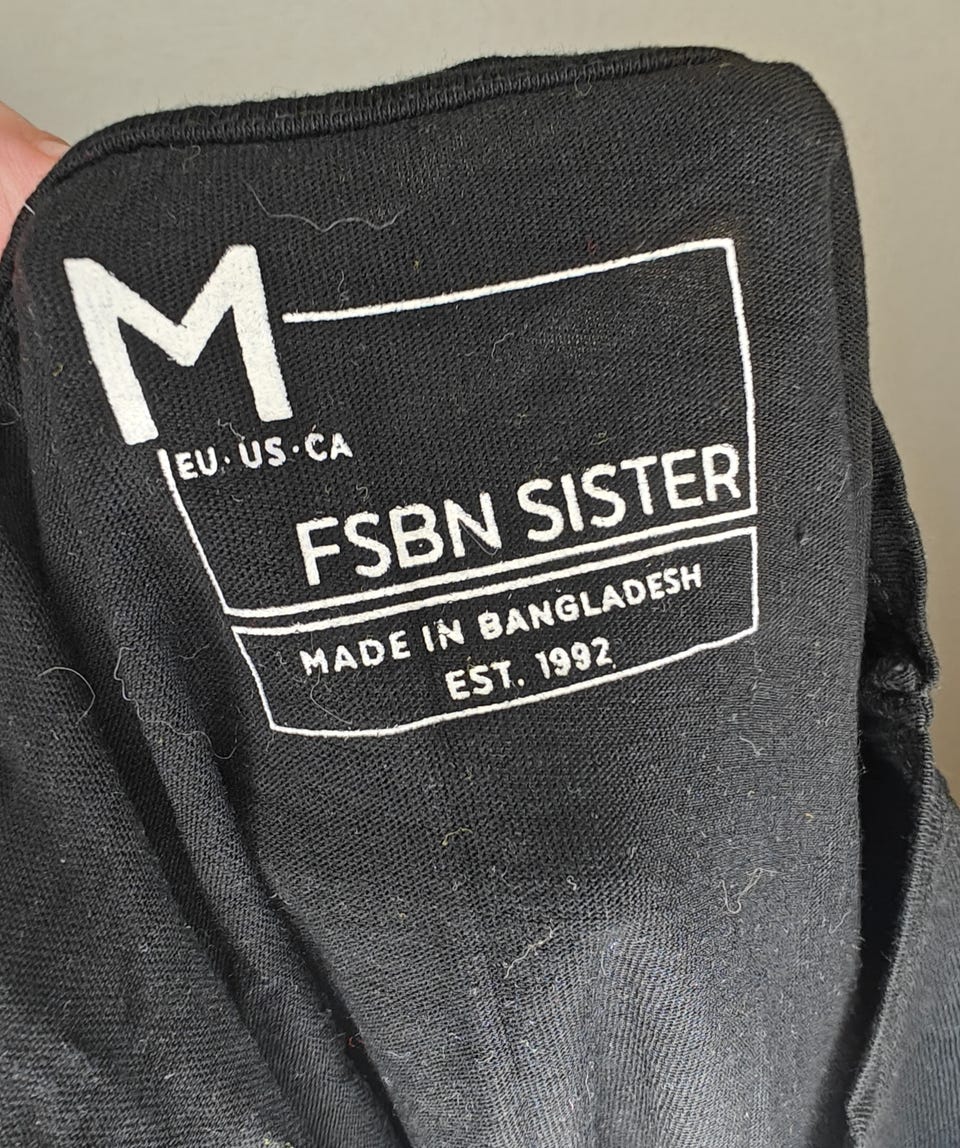 M
EU·US·CA
FSBN SISTER
MADE IN BANGLADESH
EST. 1992